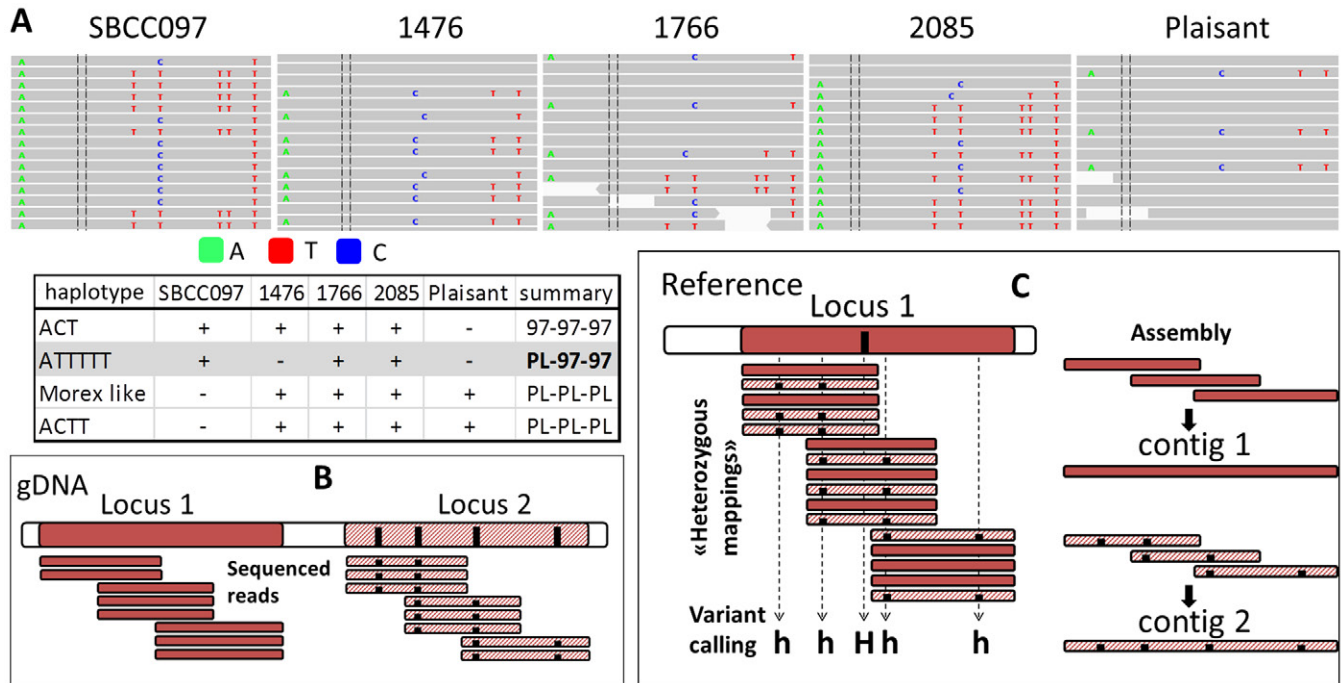 A
SBCC097
1476
1766
2085
Plaisant
A C T
A T T T T T
A T T T T T
A T T T T T
A T T T T T
A C T
A T T T T T
A C T
A C T
A C T
A C T
A C T
A C T
A T T T T T
A T T T T T
A C T T
A C T
A C T T
A C T T
A C T
A C T T
A C T T
A C T T
A C T
A C T
A C T T
A T T T T T
T T T T T
A C T
A T T
A C T
A C T T
A T T T T T
A T T T T T
A T T T T T
A C T
A T T T T T
A C T
A T T T T T
A C T
A T T T T T
A T T T T T
A T T T T T
A C T T
A C T T
A C T T
A T C
haplotype SBCC097 1476 1766 2085 Plaisant summary
ACT + + + + - 97-97-97
ATTTTT + - + + - PL-97-97
Morex like - + + + + PL-PL-PL
ACTT - + + + + PL-PL-PL
B
gDNA
Locus 1 Locus 2
Sequenced
reads
C
Reference
Locus 1
«Heterozygous
mappings»
Variant
calling h h H h h
Assembly
contig 1
contig 2